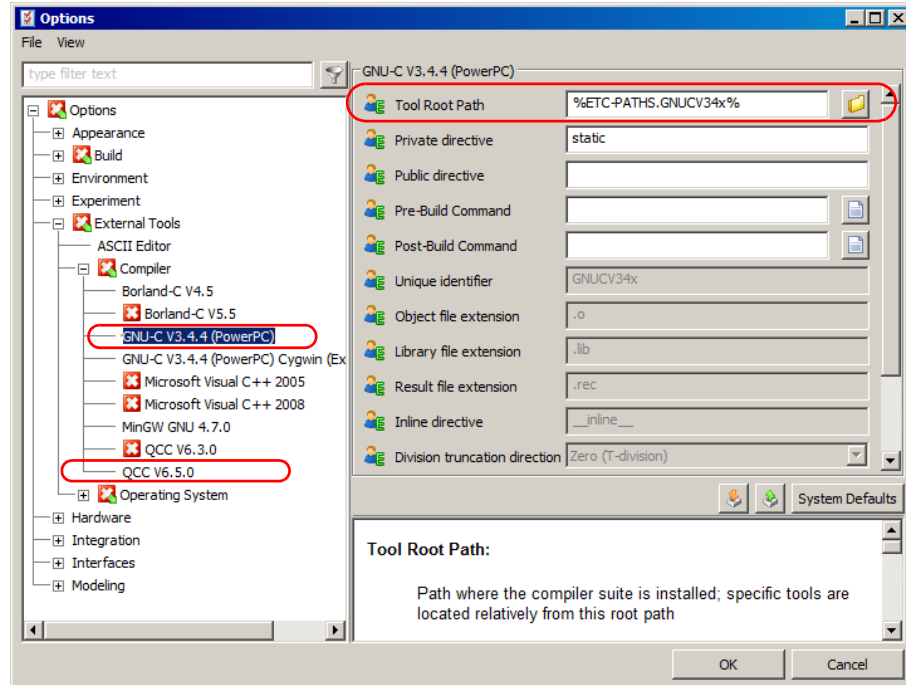 Options
File View
type filter text
GNU-C V3.4.4 (PowerPC)
Options
Appearance
Build
Environment
Experiment
External Tools
ASCII Editor
Compiler
Borland-C V4.5
Borland-C V5.5
GNU-C V3.4.4 (PowerPC)
GNU-C V3.4.4 (PowerPC) Cygwin (Ex
Microsoft Visual C++ 2005
Microsoft Visual C++ 2008
MinGW GNU 4.7.0
QCC V6.3.0
QCC V6.5.0
Operating System
Hardware
Integration
Interfaces
Modeling
Tool Root Path %ETC-PATHS.GNUCV34x%
Private directive static
Public directive
Pre-Build Command
Post-Build Command
Unique identifier GNUCV34x
Object file extension .o
Library file extension .lib
Result file extension .rec
Inline directive __inline__
Division truncation direction Zero (T-division)
System Defaults
Tool Root Path:
Path where the compiler suite is installed; specific tools are
located relatively from this root path
OK Cancel